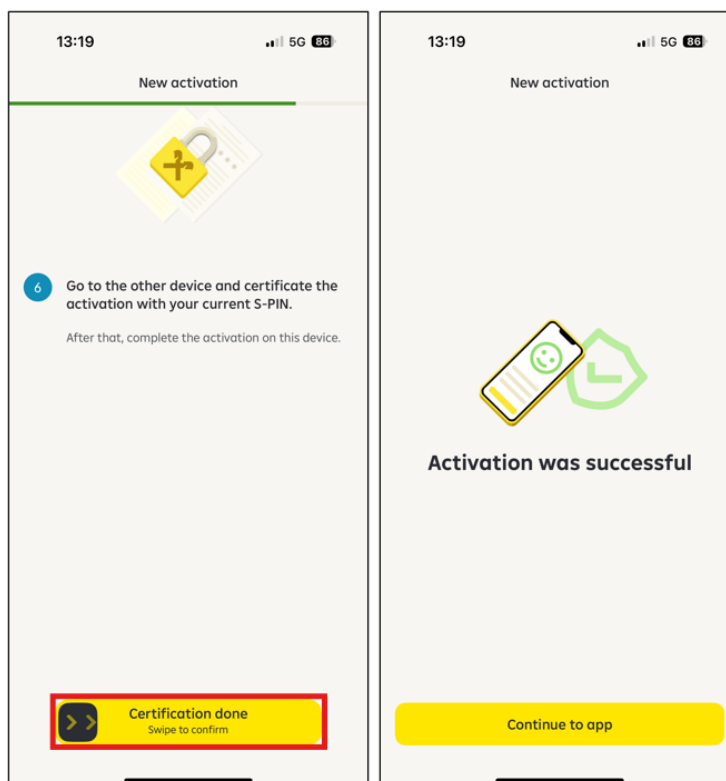 13:19
5G 86
New activation
6
Go to the other device and certificate the
activation with your current S-PIN.
After that, complete the activation on this device.
Certification done
Swipe to confirm
13:19
5G 86
New activation
Activation was successful
Continue to app